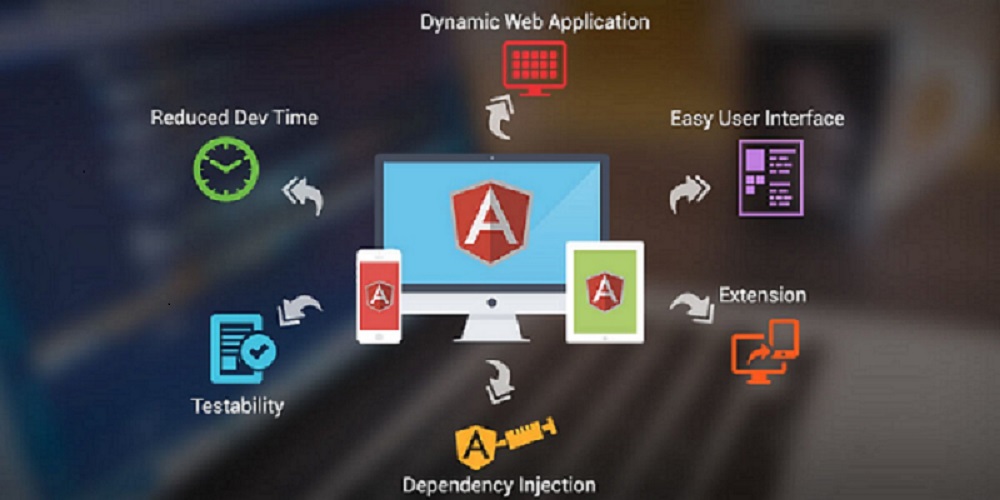 Dynamic Web Application
Reduced Dev Time
Easy User Interface
A
A
A
Extension
Testability
A
Dependency Injection